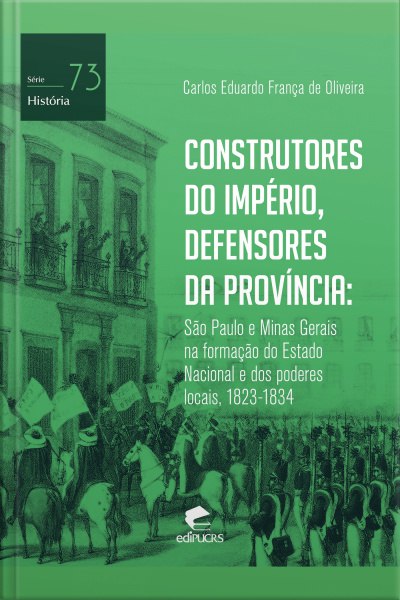 Série 73
História
Carlos Eduardo França de Oliveira
CONSTRUTORES
DO IMPÉRIO,
DEFENSORES
DA PROVÍNCIA:
São Paulo e Minas Gerais
na formação do Estado
Nacional e dos poderes
locais, 1823-1834
ediPUCRS